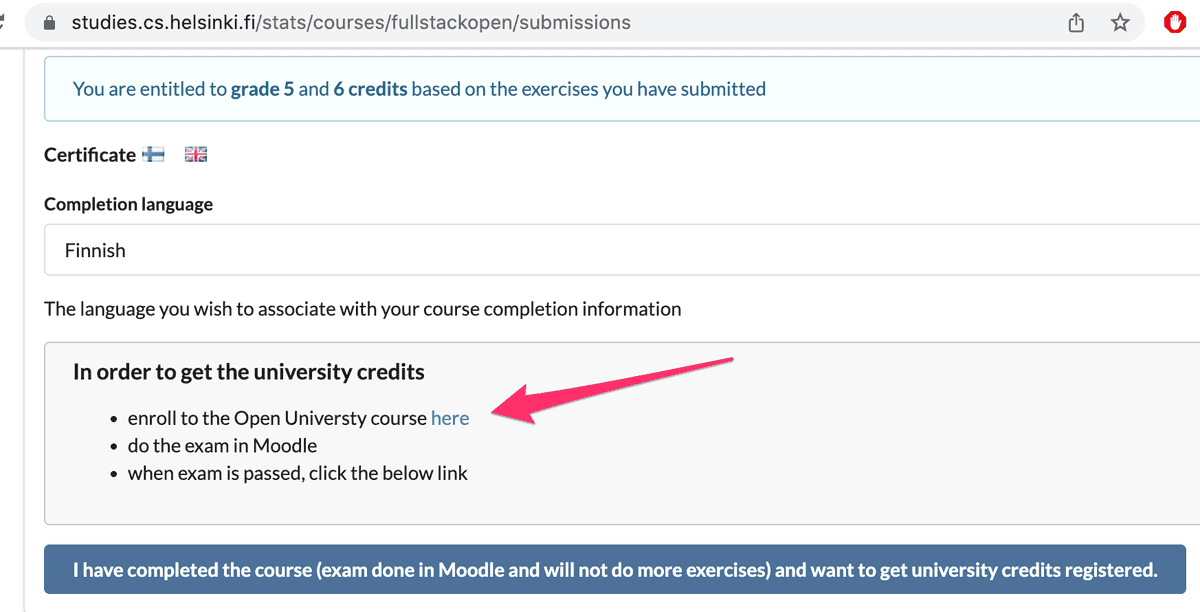 studies.cs.helsinki.fi/stats/courses/fullstackopen/submissions
You are entitled to grade 5 and 6 credits based on the exercises you have submitted
Certificate
Completion language
Finnish
The language you wish to associate with your course completion information
In order to get the university credits
• enroll to the Open Universty course here
• do the exam in Moodle
• when exam is passed, click the below link
I have completed the course (exam done in Moodle and will not do more exercises) and want to get university credits registered.